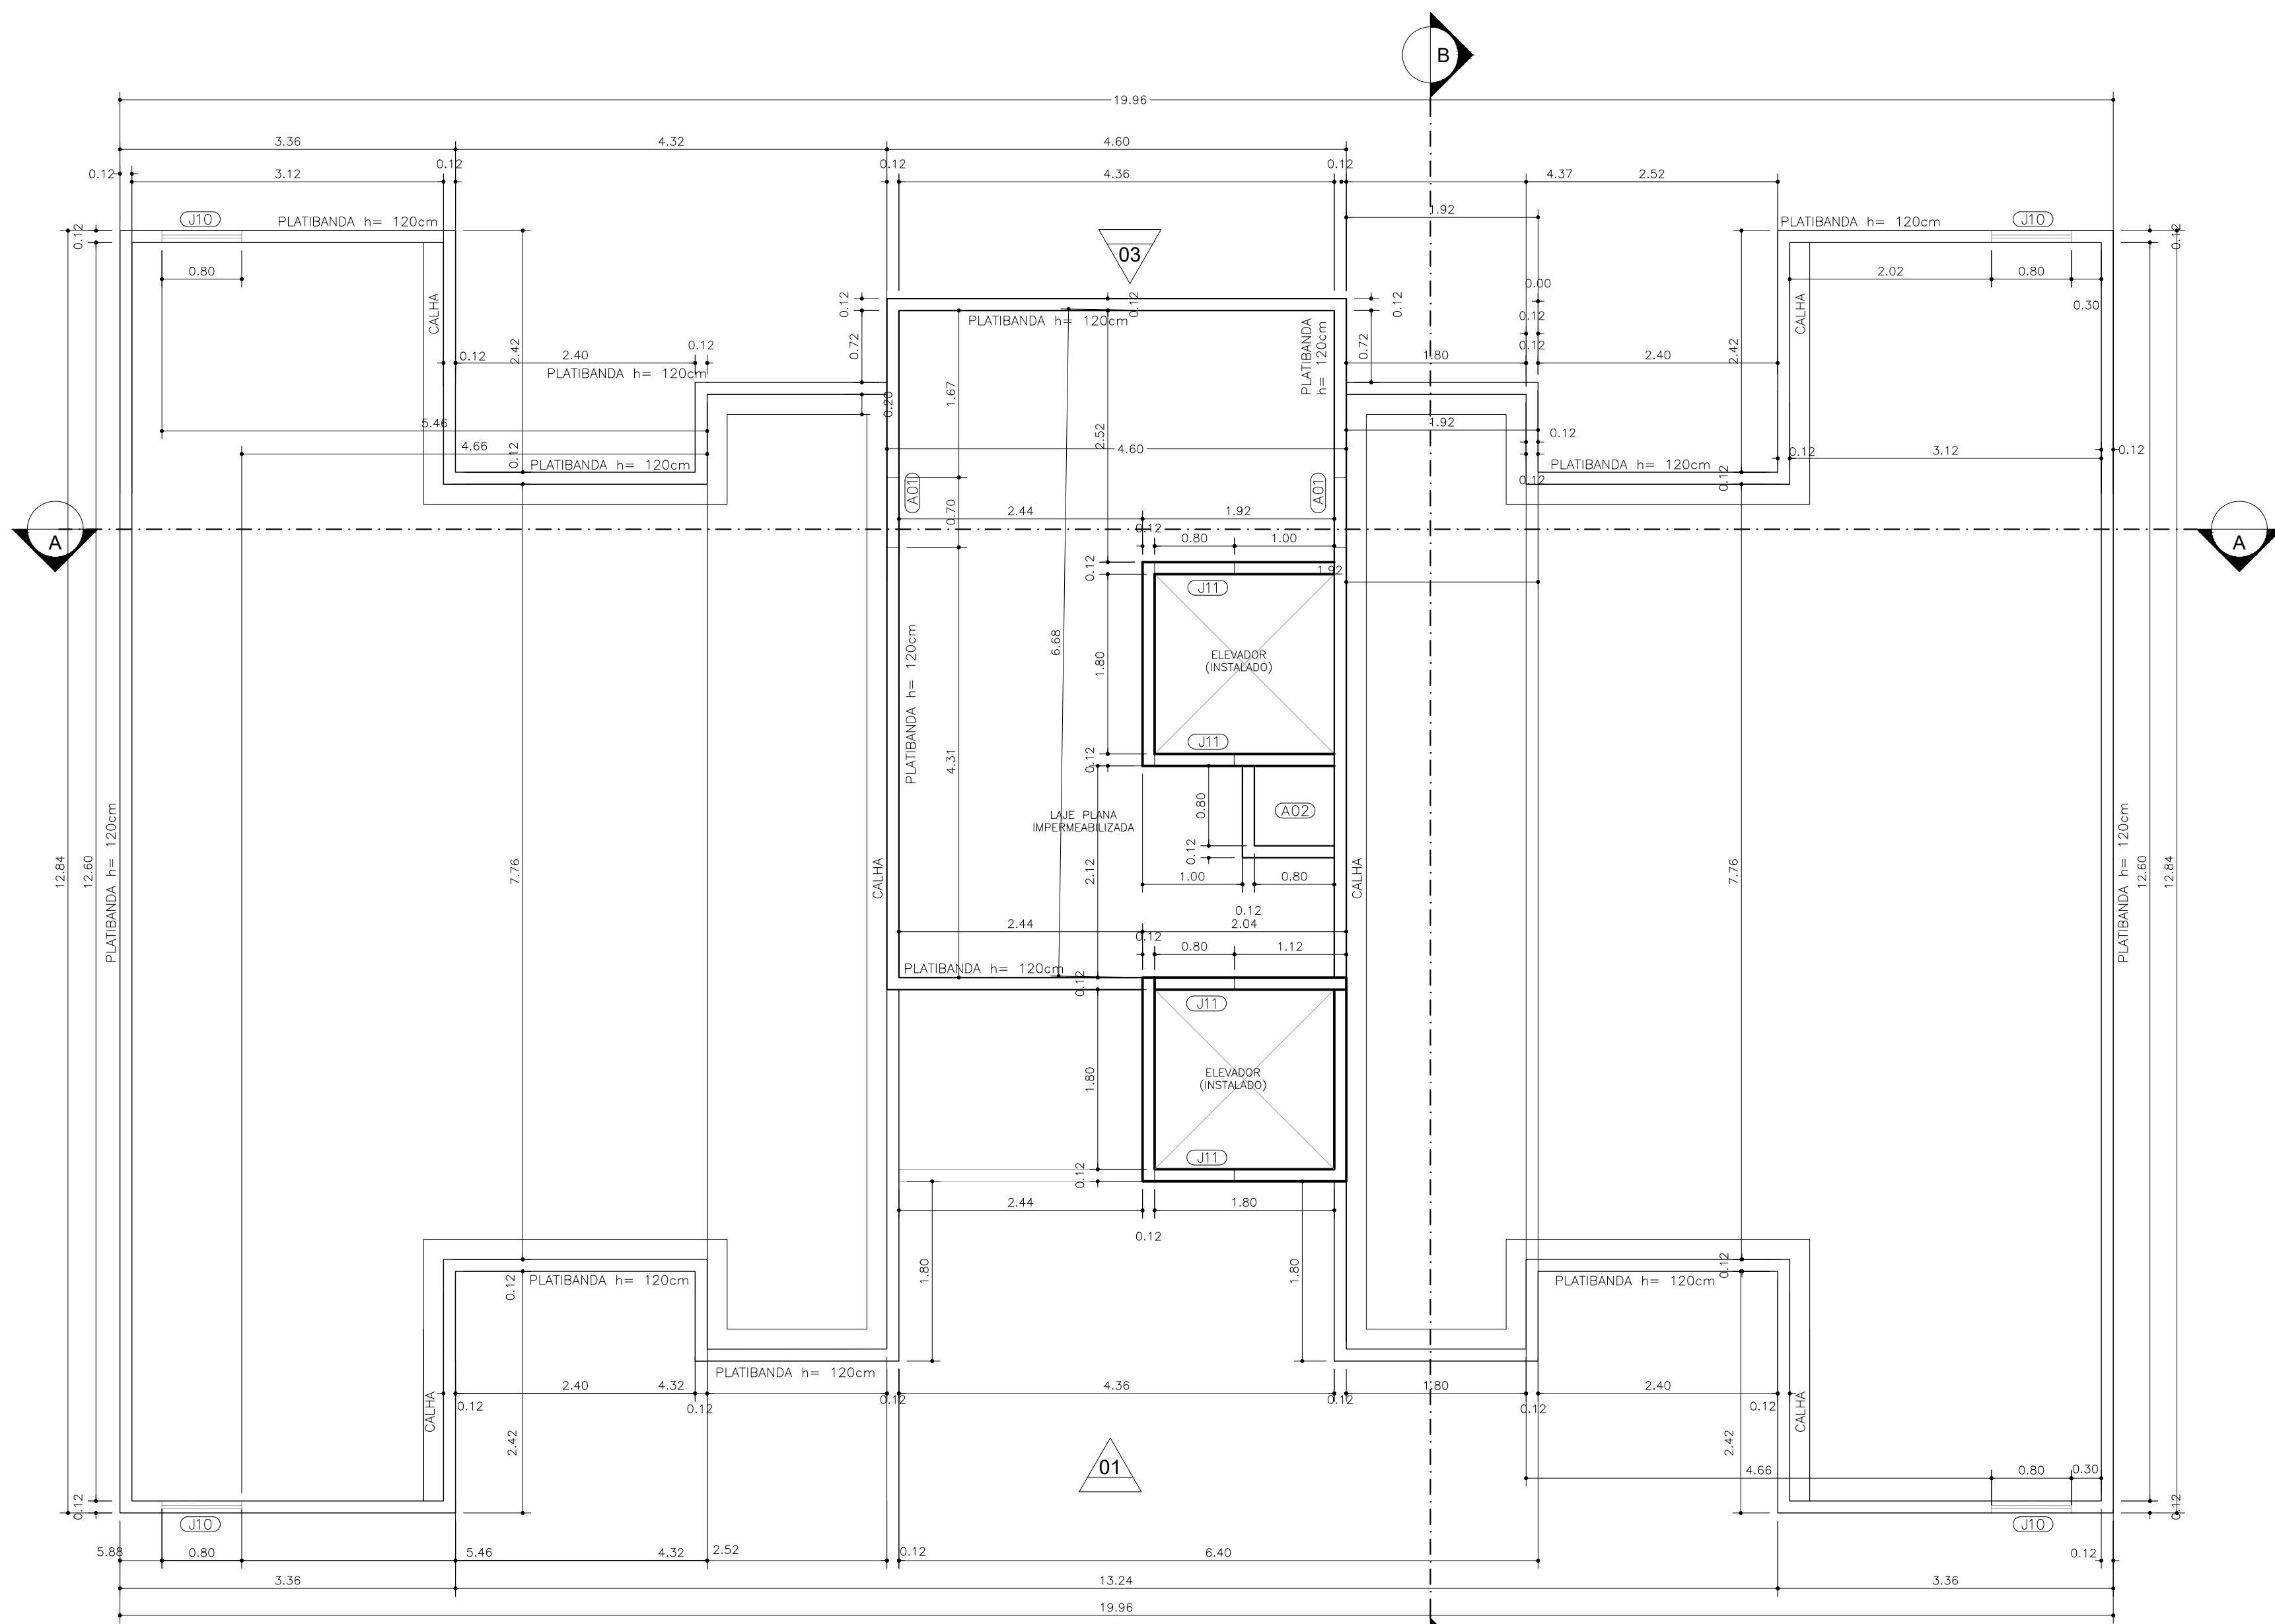 B
19.96
3.36
4.32
4.60
0.12
0.12
0.12
0.12
3.12
4.36
4.37
2.52
1.92
J10
PLATIBANDA h= 120cm
PLATIBANDA h= 120cm
J10
0.12
0.12
03
0.80
2.02
0.80
0.00
0.30
CALHA
CALHA
0.12
0.12
0.12
PLATIBANDA h= 120cm
PLATIBANDA
h= 120cm
0.12
0.72
0.72
2.42
2.42
0.12
2.40
0.12
0.12
1.80
2.40
PLATIBANDA h= 120cm
1.67
0.20
5.46
1.92
0.12
4.66
2.52
4.60
0.12
3.12
0.12
0.12
PLATIBANDA h= 120cm
PLATIBANDA h= 120cm
0.12
0.12
A01
A01
0.70
2.44
1.92
A
A
0.12
0.80
1.00
0.12
1.92
J11
6.68
1.80
ELEVADOR
(INSTALADO)
PLATIBANDA h= 120cm
J11
0.12
4.31
0.80
A02
LAJE PLANA
IMPERMEABILIZADA
0.12
PLATIBANDA h= 120cm
12.84
12.60
7.76
CALHA
2.12
1.00
0.80
CALHA
7.76
PLATIBANDA h= 120cm
12.60
12.84
0.12
2.44
2.04
0.12
0.80
1.12
PLATIBANDA h= 120cm
0.12
J11
1.80
ELEVADOR
(INSTALADO)
J11
0.12
2.44
1.80
0.12
1.80
1.80
0.12
PLATIBANDA h= 120cm
PLATIBANDA h= 120cm
0.12
PLATIBANDA h= 120cm
2.40
4.32
4.36
1.80
2.40
CALHA
0.12
0.12
0.12
0.12
0.12
0.12
CALHA
2.42
2.42
01
4.66
0.80
0.30
0.12
0.12
J10
J10
5.88
0.80
5.46
4.32
2.52
0.12
6.40
0.12
3.36
13.24
3.36
19.96